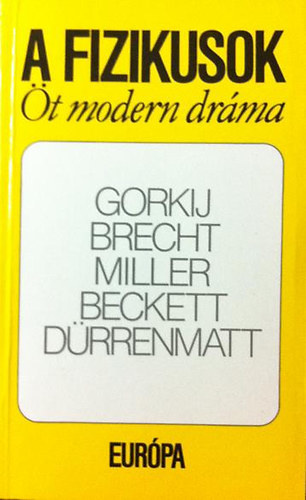 A FIZIKUSOK
Öt modern dráma
GORKIJ
BRECHT
MILLER
BECKETT
DÜRRENMATT
EURÓPA